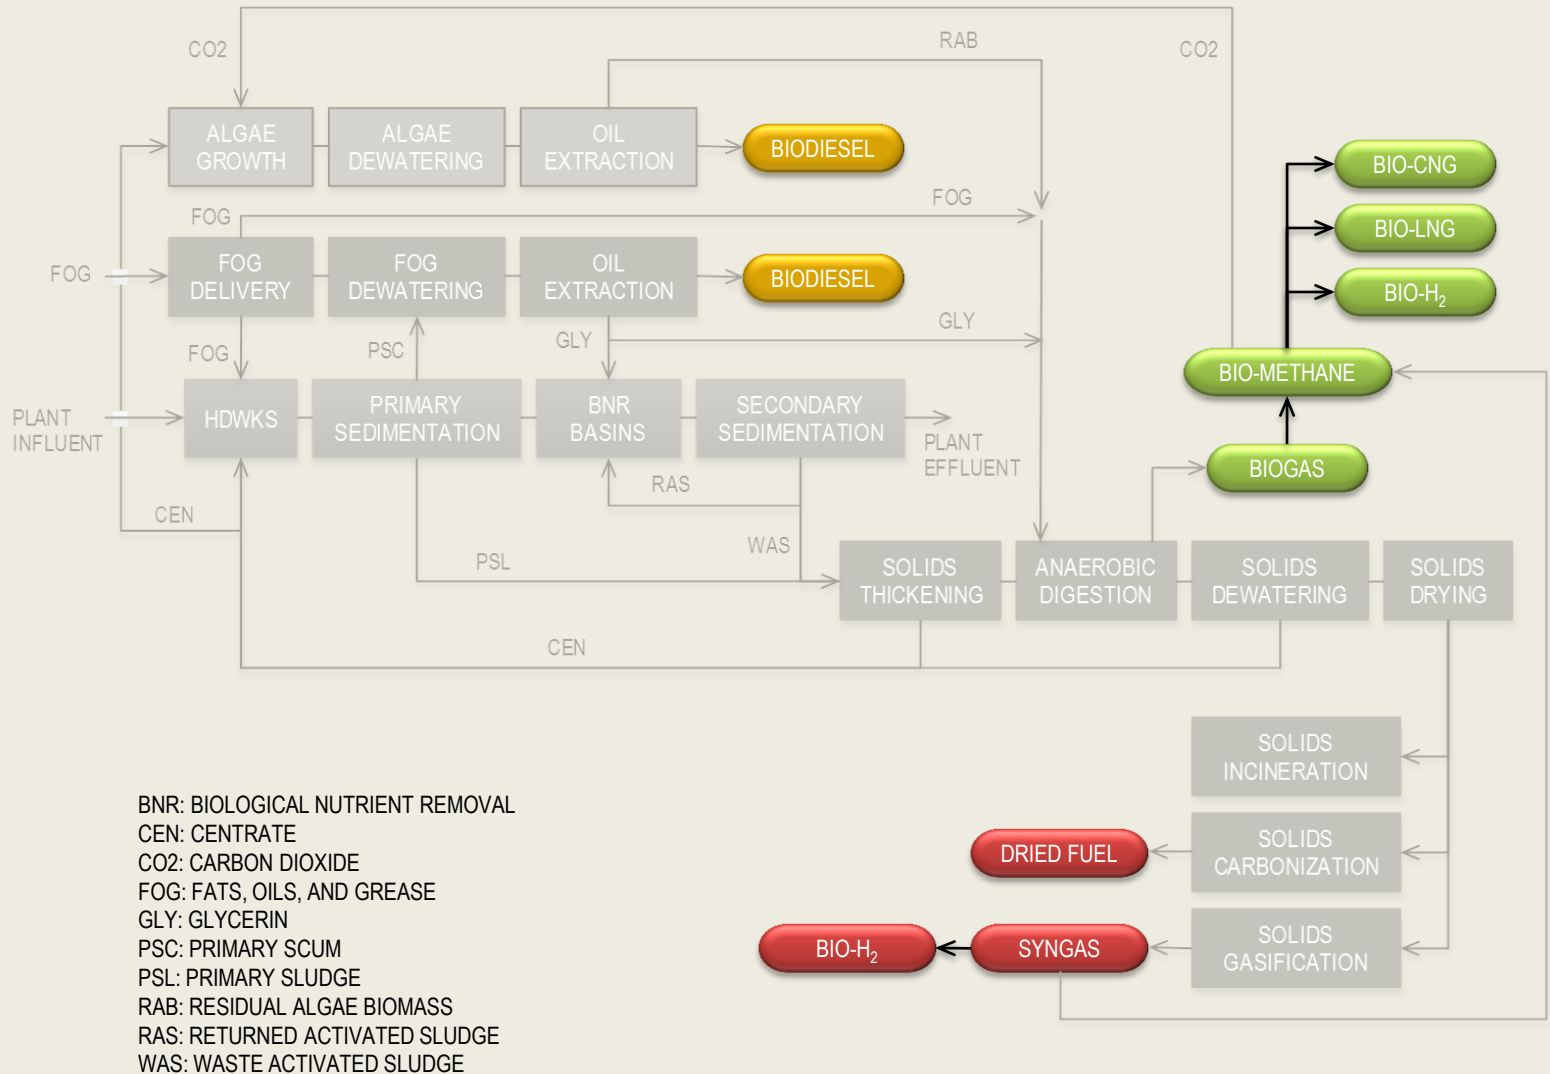 CO2
RAB
CO2
ALGAE
GROWTH
ALGAE
DEWATERING
OIL
EXTRACTION
BIODIESEL
BIO-CNG
FOG
FOG
BIO-LNG
FOG
FOG
DELIVERY
FOG
DEWATERING
OIL
EXTRACTION
BIODIESEL
BIO-H₂
FOG
PSC
GLY
GLY
BIO-METHANE
PLANT
INFLUENT
HDWKS
PRIMARY
SEDIMENTATION
BNR
BASINS
SECONDARY
SEDIMENTATION
PLANT
EFFLUENT
BIOGAS
RAS
CEN
WAS
PSL
SOLIDS
THICKENING
ANAEROBIC
DIGESTION
SOLIDS
DEWATERING
SOLIDS
DRYING
CEN
SOLIDS
INCINERATION
DRIED FUEL
SOLIDS
CARBONIZATION
BIO-H₂
SYNGAS
SOLIDS
GASIFICATION
BNR: BIOLOGICAL NUTRIENT REMOVAL
CEN: CENTRATE
CO2: CARBON DIOXIDE
FOG: FATS, OILS, AND GREASE
GLY: GLYCERIN
PSC: PRIMARY SCUM
PSL: PRIMARY SLUDGE
RAB: RESIDUAL ALGAE BIOMASS
RAS: RETURNED ACTIVATED SLUDGE
WAS: WASTE ACTIVATED SLUDGE